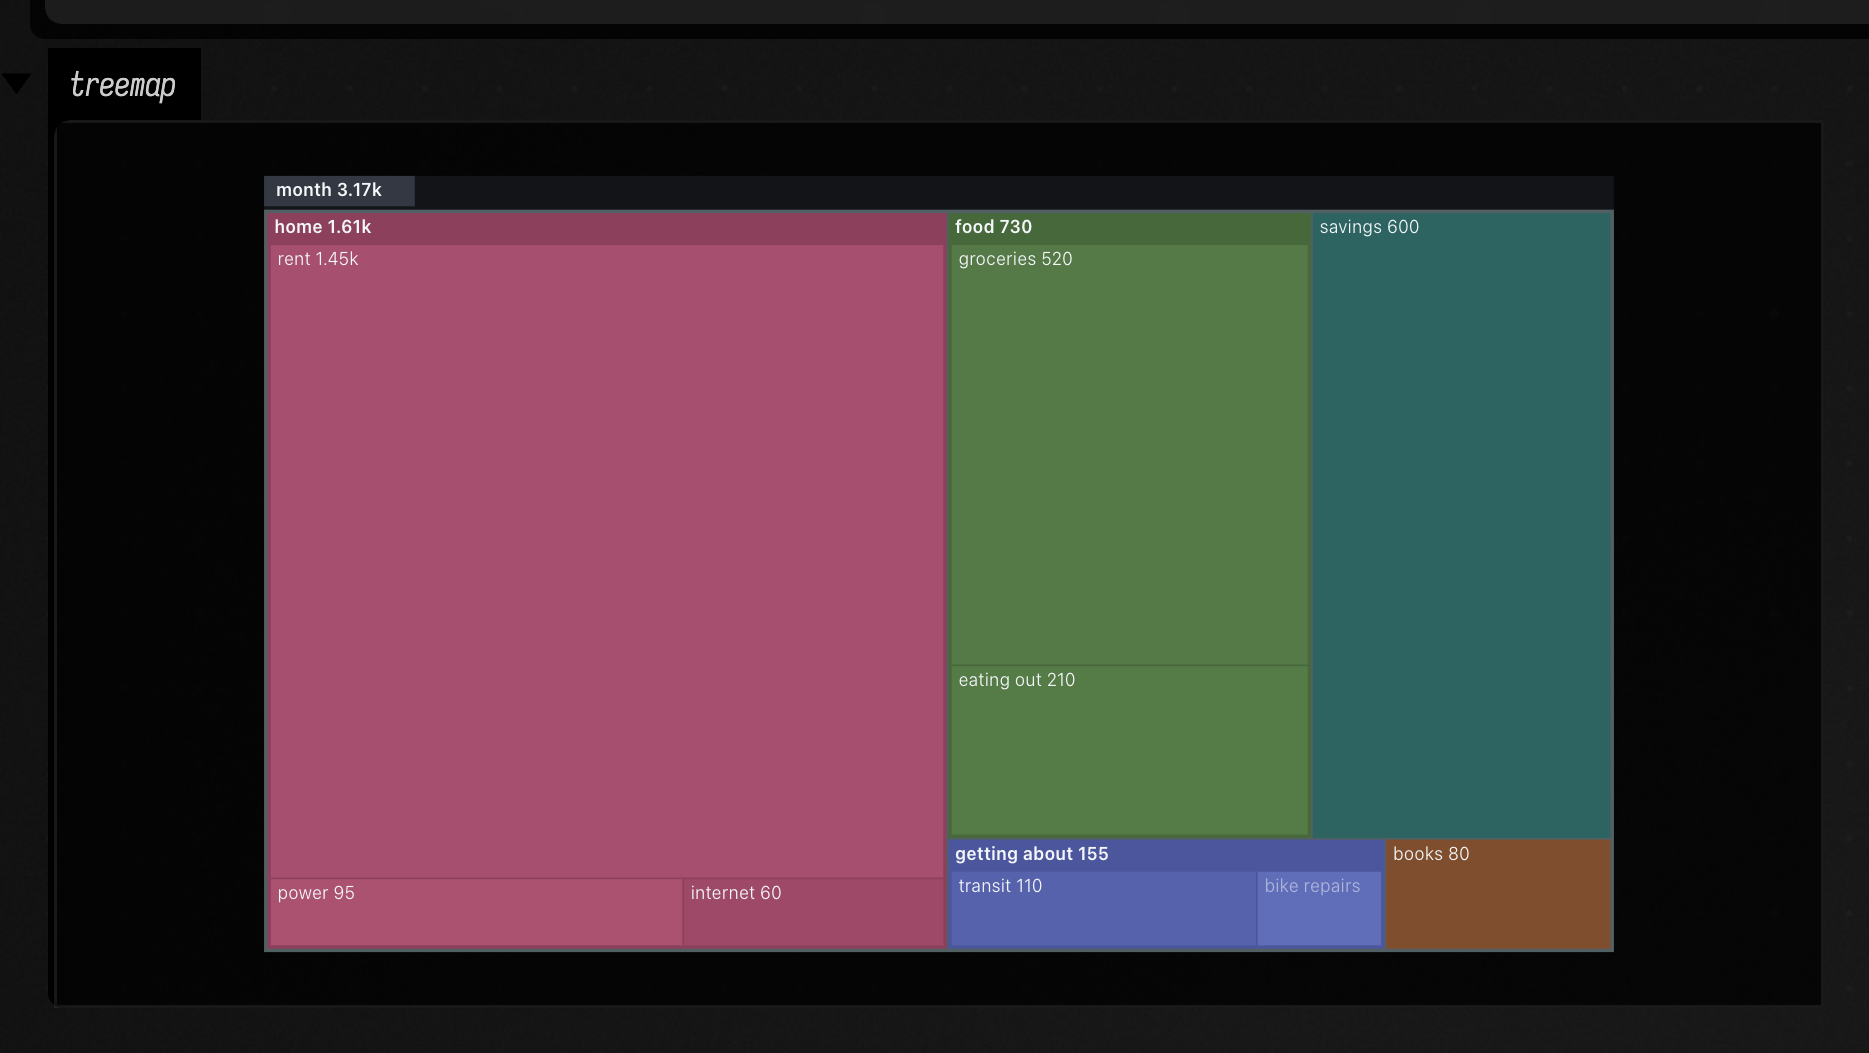 treemap
month 3.17k
home 1.61k
food 730
savings 600
rent 1.45k
groceries 520
eating out 210
getting about 155
books 80
power 95
internet 60
transit 110
bike repairs